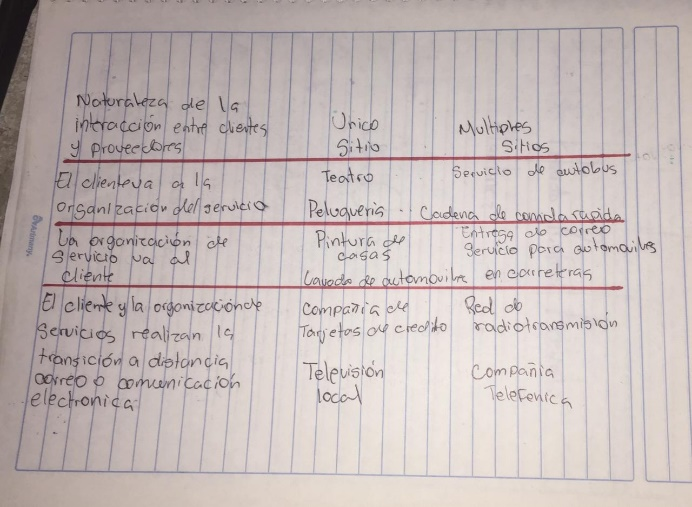 Naturaleza de la
interacción entre clientes Único Multiples
y proveedores Sitio Sitios
El cliente va a la Teatro Servicio de autobus
organización del servicio Peluqueria Cadena de comida rapida
La organización de Pintura de Entrega de correo
Servicio va al casas Servicio para automoviles
cliente Lavado de automoviles en carreteras
El cliente y la organización de Compañia de Red de
Servicios realizan la Tarjetas de credito radiotransmisión
transición a distancia
correo o comunicación Televisión Compañia
electronica local Telefonica